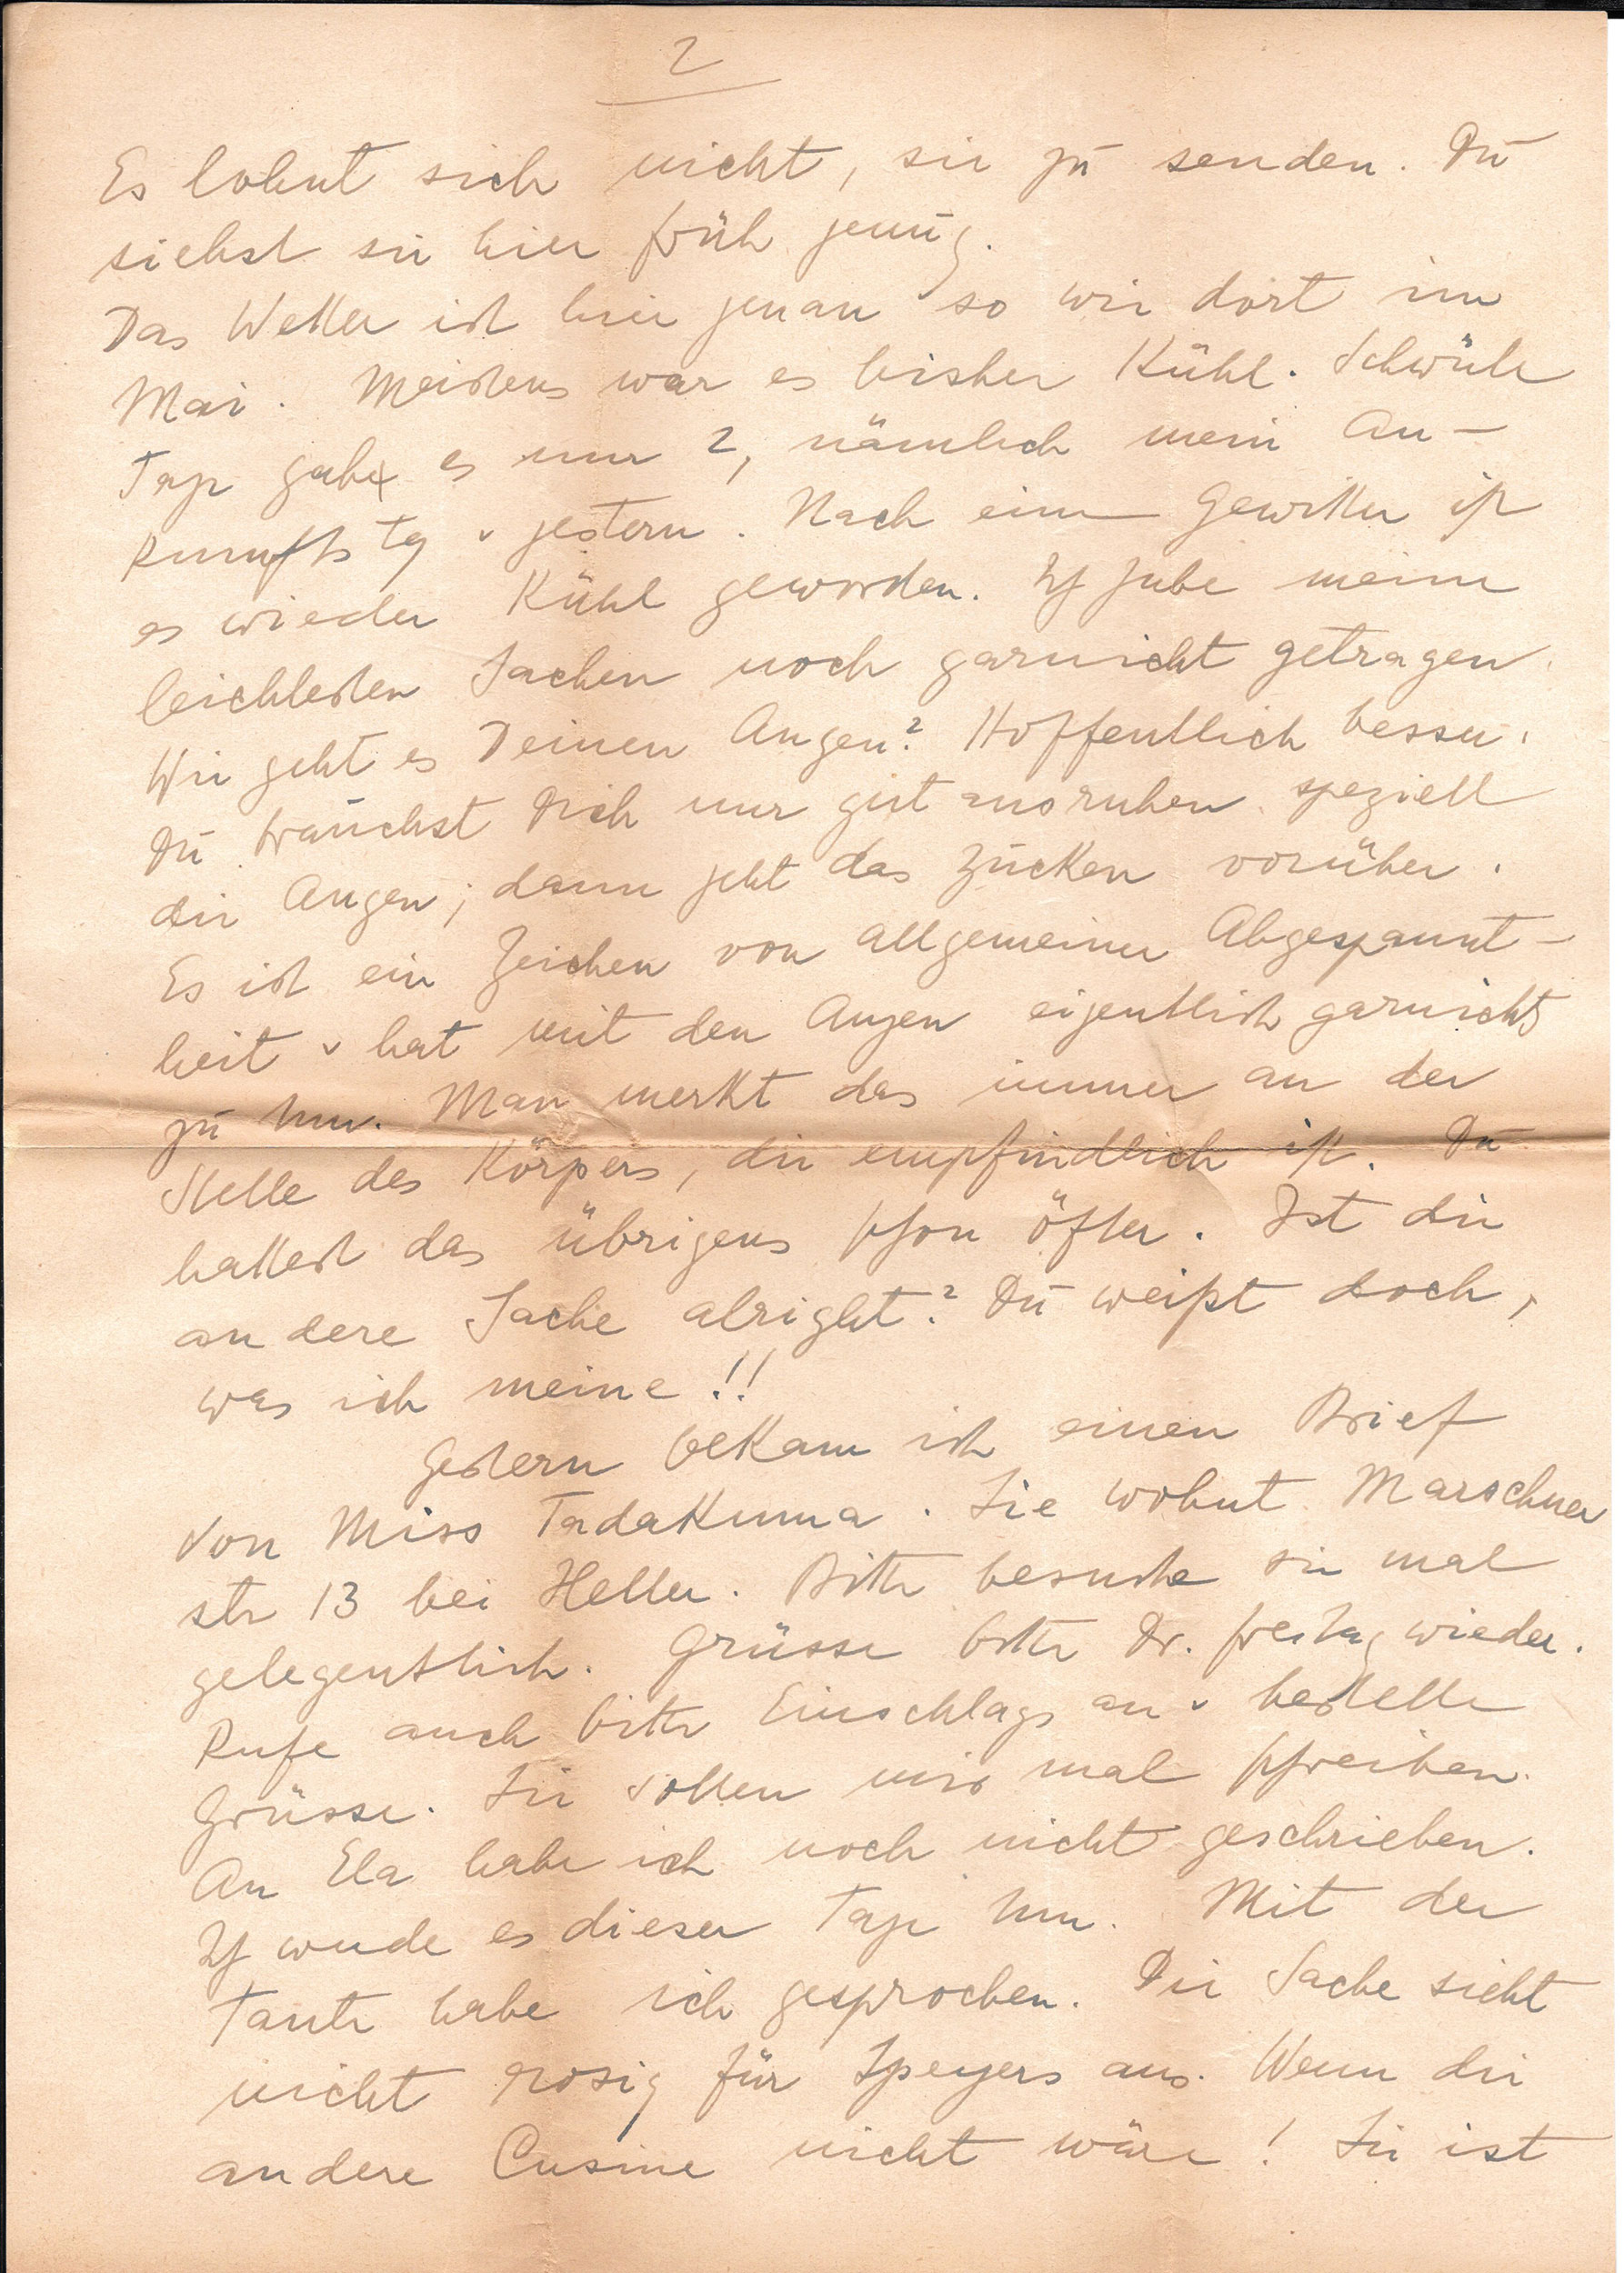 2
Es lohnt sich nicht, sie zu senden. Du
siehst sie hier früh genug.
Das Wetter ist hier genau so wie dort im
Mai. Meistens war es bisher kühl. Schwüle
Tage gab es nur 2, nämlich mein An-
kunftstg u gestern. Nach einem Gewitter ist
es wieder kühl geworden. Ich habe meine
leichtesten Sachen noch garnicht getragen.
Wie geht es Deinen Augen? Hoffentlich besser.
Du brauchst Dich nur gut ausruhen speziell
die Augen; dann geht das Zucken vorüber.
Es ist ein Zeichen von allgemeiner Abgespannt-
heit u hat mit den Augen eigentlich garnichts
zu tun. Man merkt das immer an der
Stelle des Körpers, die empfindlich ist. Du
hattest das übrigens schon öfter. Ist die
andere Sache alright? Du weißt doch,
was ich meine!!
Gestern bekam ich einen Brief
von Miss Tadakuma. Sie wohnt Marschner
str 13 bei Heller. Bitte besuche sie mal
gelegentlich. Grüsse bitte Dr. Freitag wieder.
Rufe auch bitte Einschlags an u bestelle
Grüsse. Sie sollen mir mal schreiben.
An Ela habe ich noch nicht geschrieben.
Ich werde es dieser Tage tun. Mit der
Tante habe ich gesprochen. Die Sache sieht
nicht rosig für Speyers aus. Wenn die
andere Cusine nicht wäre! Sie ist